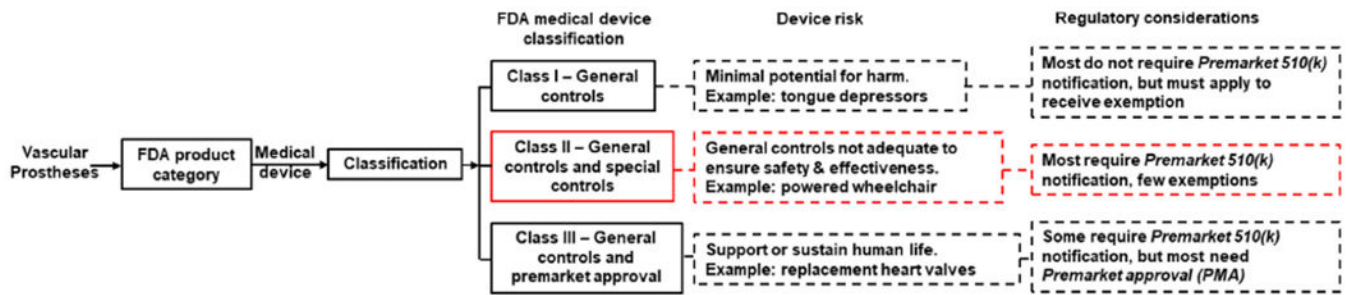 FDA medical device
classification
Device risk
Regulatory considerations
Vascular
Prostheses
FDA product
category
Medical
device
Classification
Class I – General
controls
Minimal potential for harm.
Example: tongue depressors
Most do not require Premarket 510(k)
notification, but must apply to
receive exemption
Class II – General
controls and special
controls
General controls not adequate to
ensure safety & effectiveness.
Example: powered wheelchair
Most require Premarket 510(k)
notification, few exemptions
Class III – General
controls and
premarket approval
Support or sustain human life.
Example: replacement heart valves
Some require Premarket 510(k)
notification, but most need
Premarket approval (PMA)